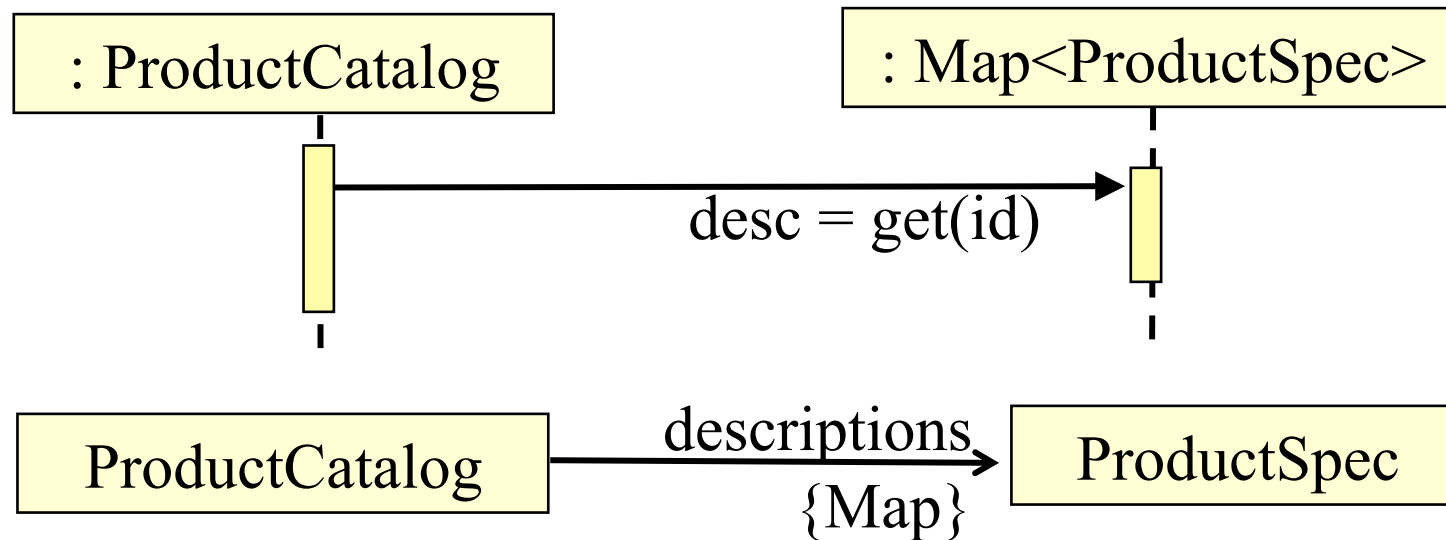 : ProductCatalog
: Map<ProductSpec>
desc = get(id)
descriptions
ProductCatalog
ProductSpec
{Map}